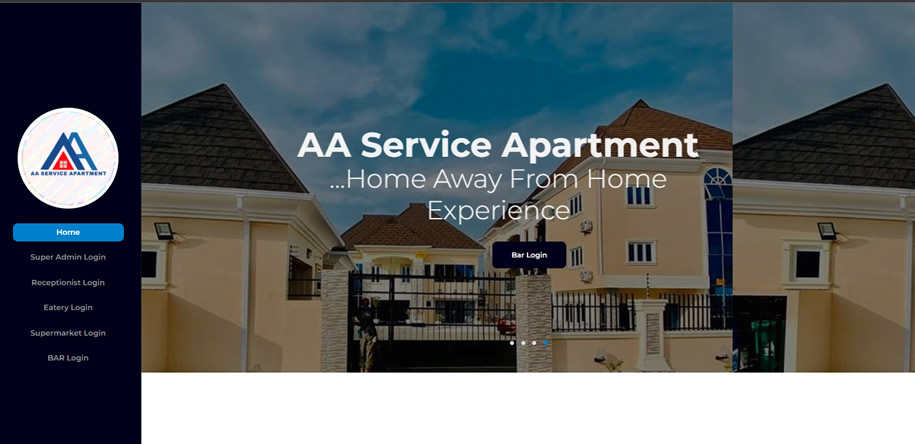 AA SERVICE APARTMENT
Home
Super Admin Login
Receptionist Login
Eatery Login
Supermarket Login
BAR Login
AA Service Apartment
...Home Away From Home
Experience
Bar Login